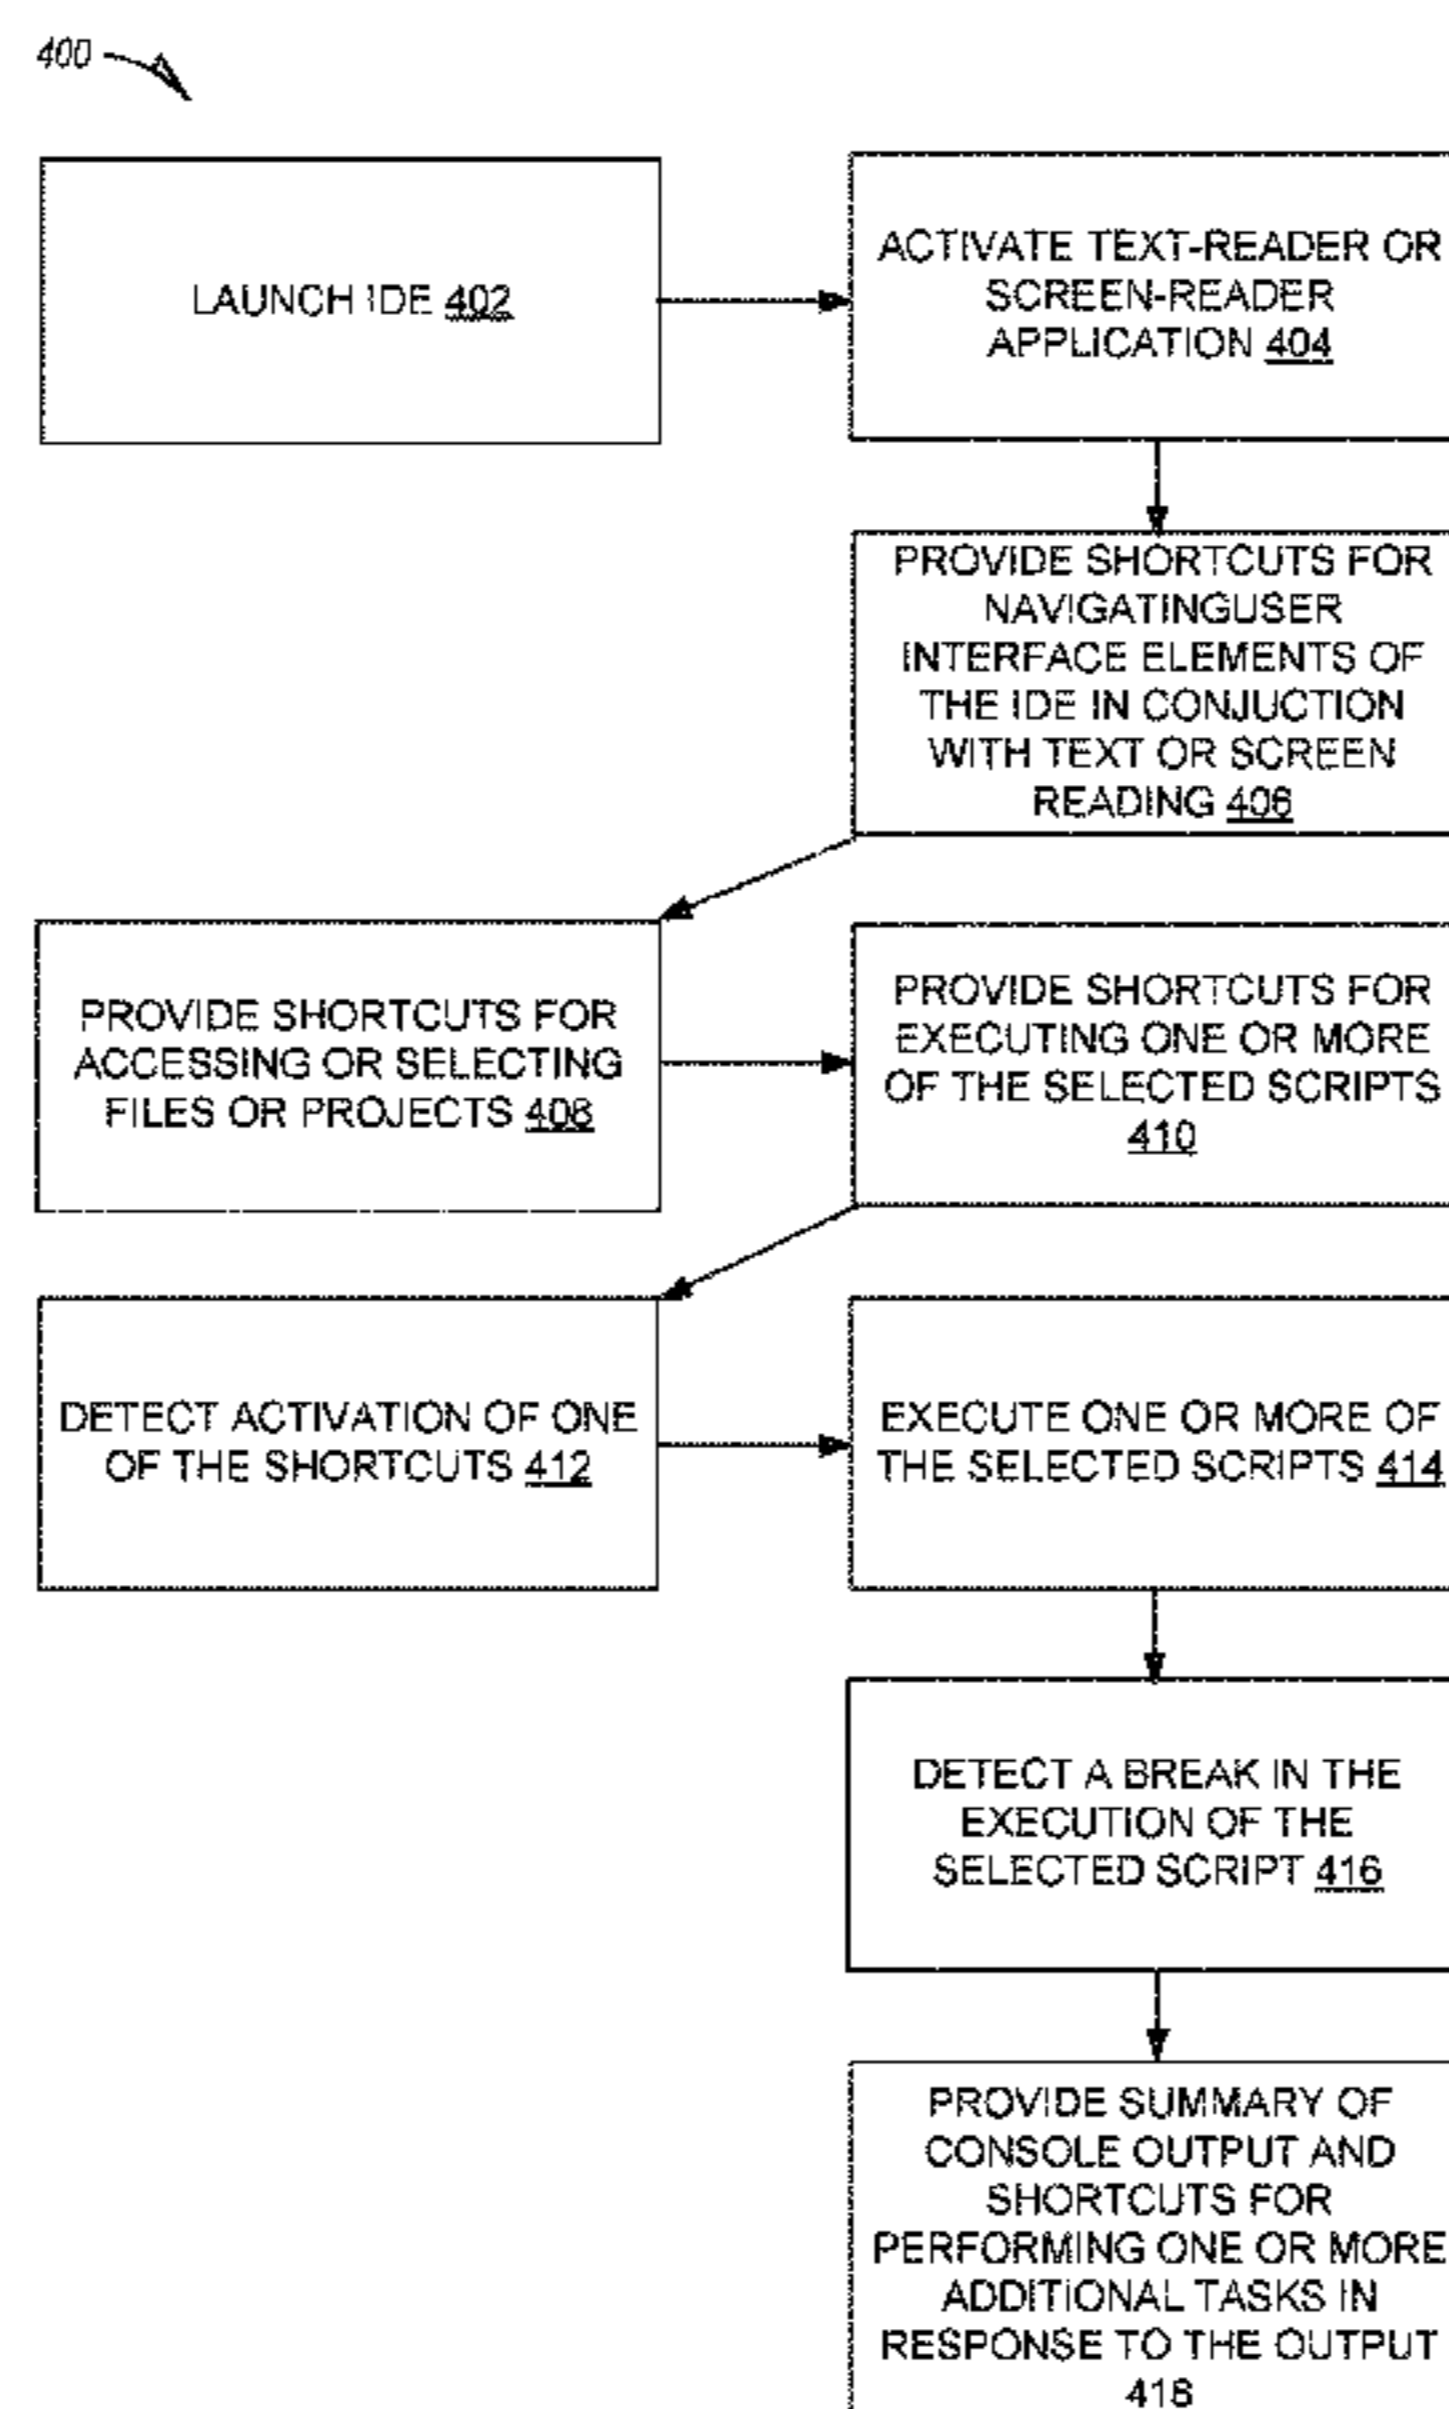 400
LAUNCH IDE 402
ACTIVATE TEXT-READER OR
SCREEN-READER
APPLICATION 404
PROVIDE SHORTCUTS FOR
NAVIGATINGUSER
INTERFACE ELEMENTS OF
THE IDE IN CONJUCTION
WITH TEXT OR SCREEN
READING 406
PROVIDE SHORTCUTS FOR
ACCESSING OR SELECTING
FILES OR PROJECTS 408
PROVIDE SHORTCUTS FOR
EXECUTING ONE OR MORE
OF THE SELECTED SCRIPTS
410
DETECT ACTIVATION OF ONE
OF THE SHORTCUTS 412
EXECUTE ONE OR MORE OF
THE SELECTED SCRIPTS 414
DETECT A BREAK IN THE
EXECUTION OF THE
SELECTED SCRIPT 416
PROVIDE SUMMARY OF
CONSOLE OUTPUT AND
SHORTCUTS FOR
PERFORMING ONE OR MORE
ADDITIONAL TASKS IN
RESPONSE TO THE OUTPUT
418